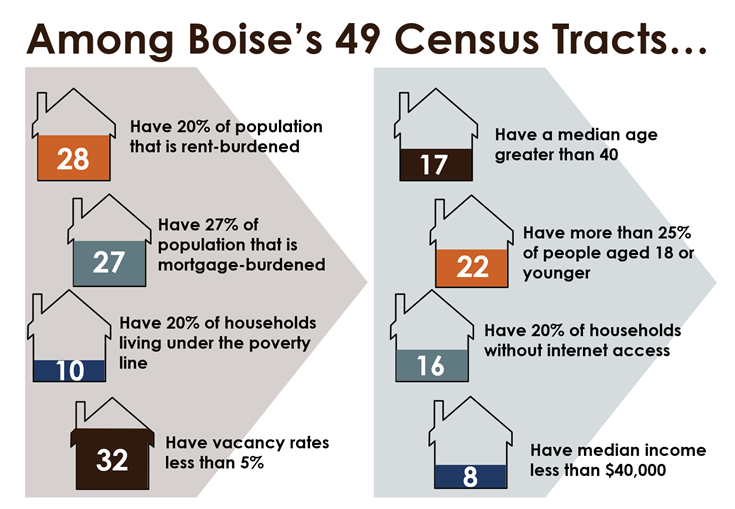 Among Boise's 49 Census Tracts...
28
Have 20% of population
that is rent-burdened
27
Have 27% of
population that is
mortgage-burdened
10
Have 20% of households
living under the poverty
line
32
Have vacancy rates
less than 5%
17
Have a median age
greater than 40
22
Have more than 25%
of people aged 18 or
younger
16
Have 20% of households
without internet access
8
Have median income
less than $40,000